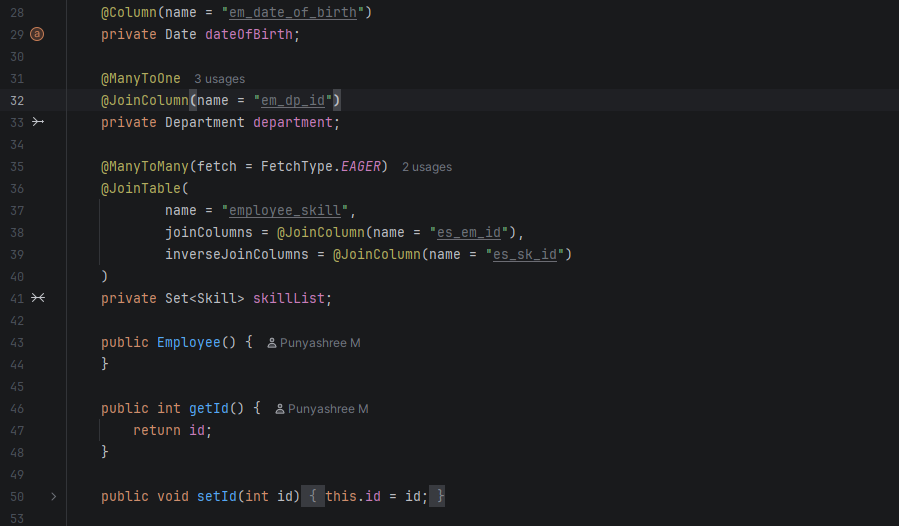 28 @Column(name = "em_date_of_birth")
29 a private Date dateOfBirth;
30
31 @ManyToOne 3 usages
32 @JoinColumn(name = "em_dp_id")
33 private Department department;
34
35 @ManyToMany(fetch = FetchType.EAGER) 2 usages
36 @JoinTable(
37 name = "employee_skill",
38 joinColumns = @JoinColumn(name = "es_em_id"),
39 inverseJoinColumns = @JoinColumn(name = "es_sk_id")
40 )
41 private Set<Skill> skillList;
42
43 public Employee() { Punyashree M
44 }
45
46 public int getId() { Punyashree M
47 return id;
48 }
49
50 public void setId(int id) { this.id = id; }
53